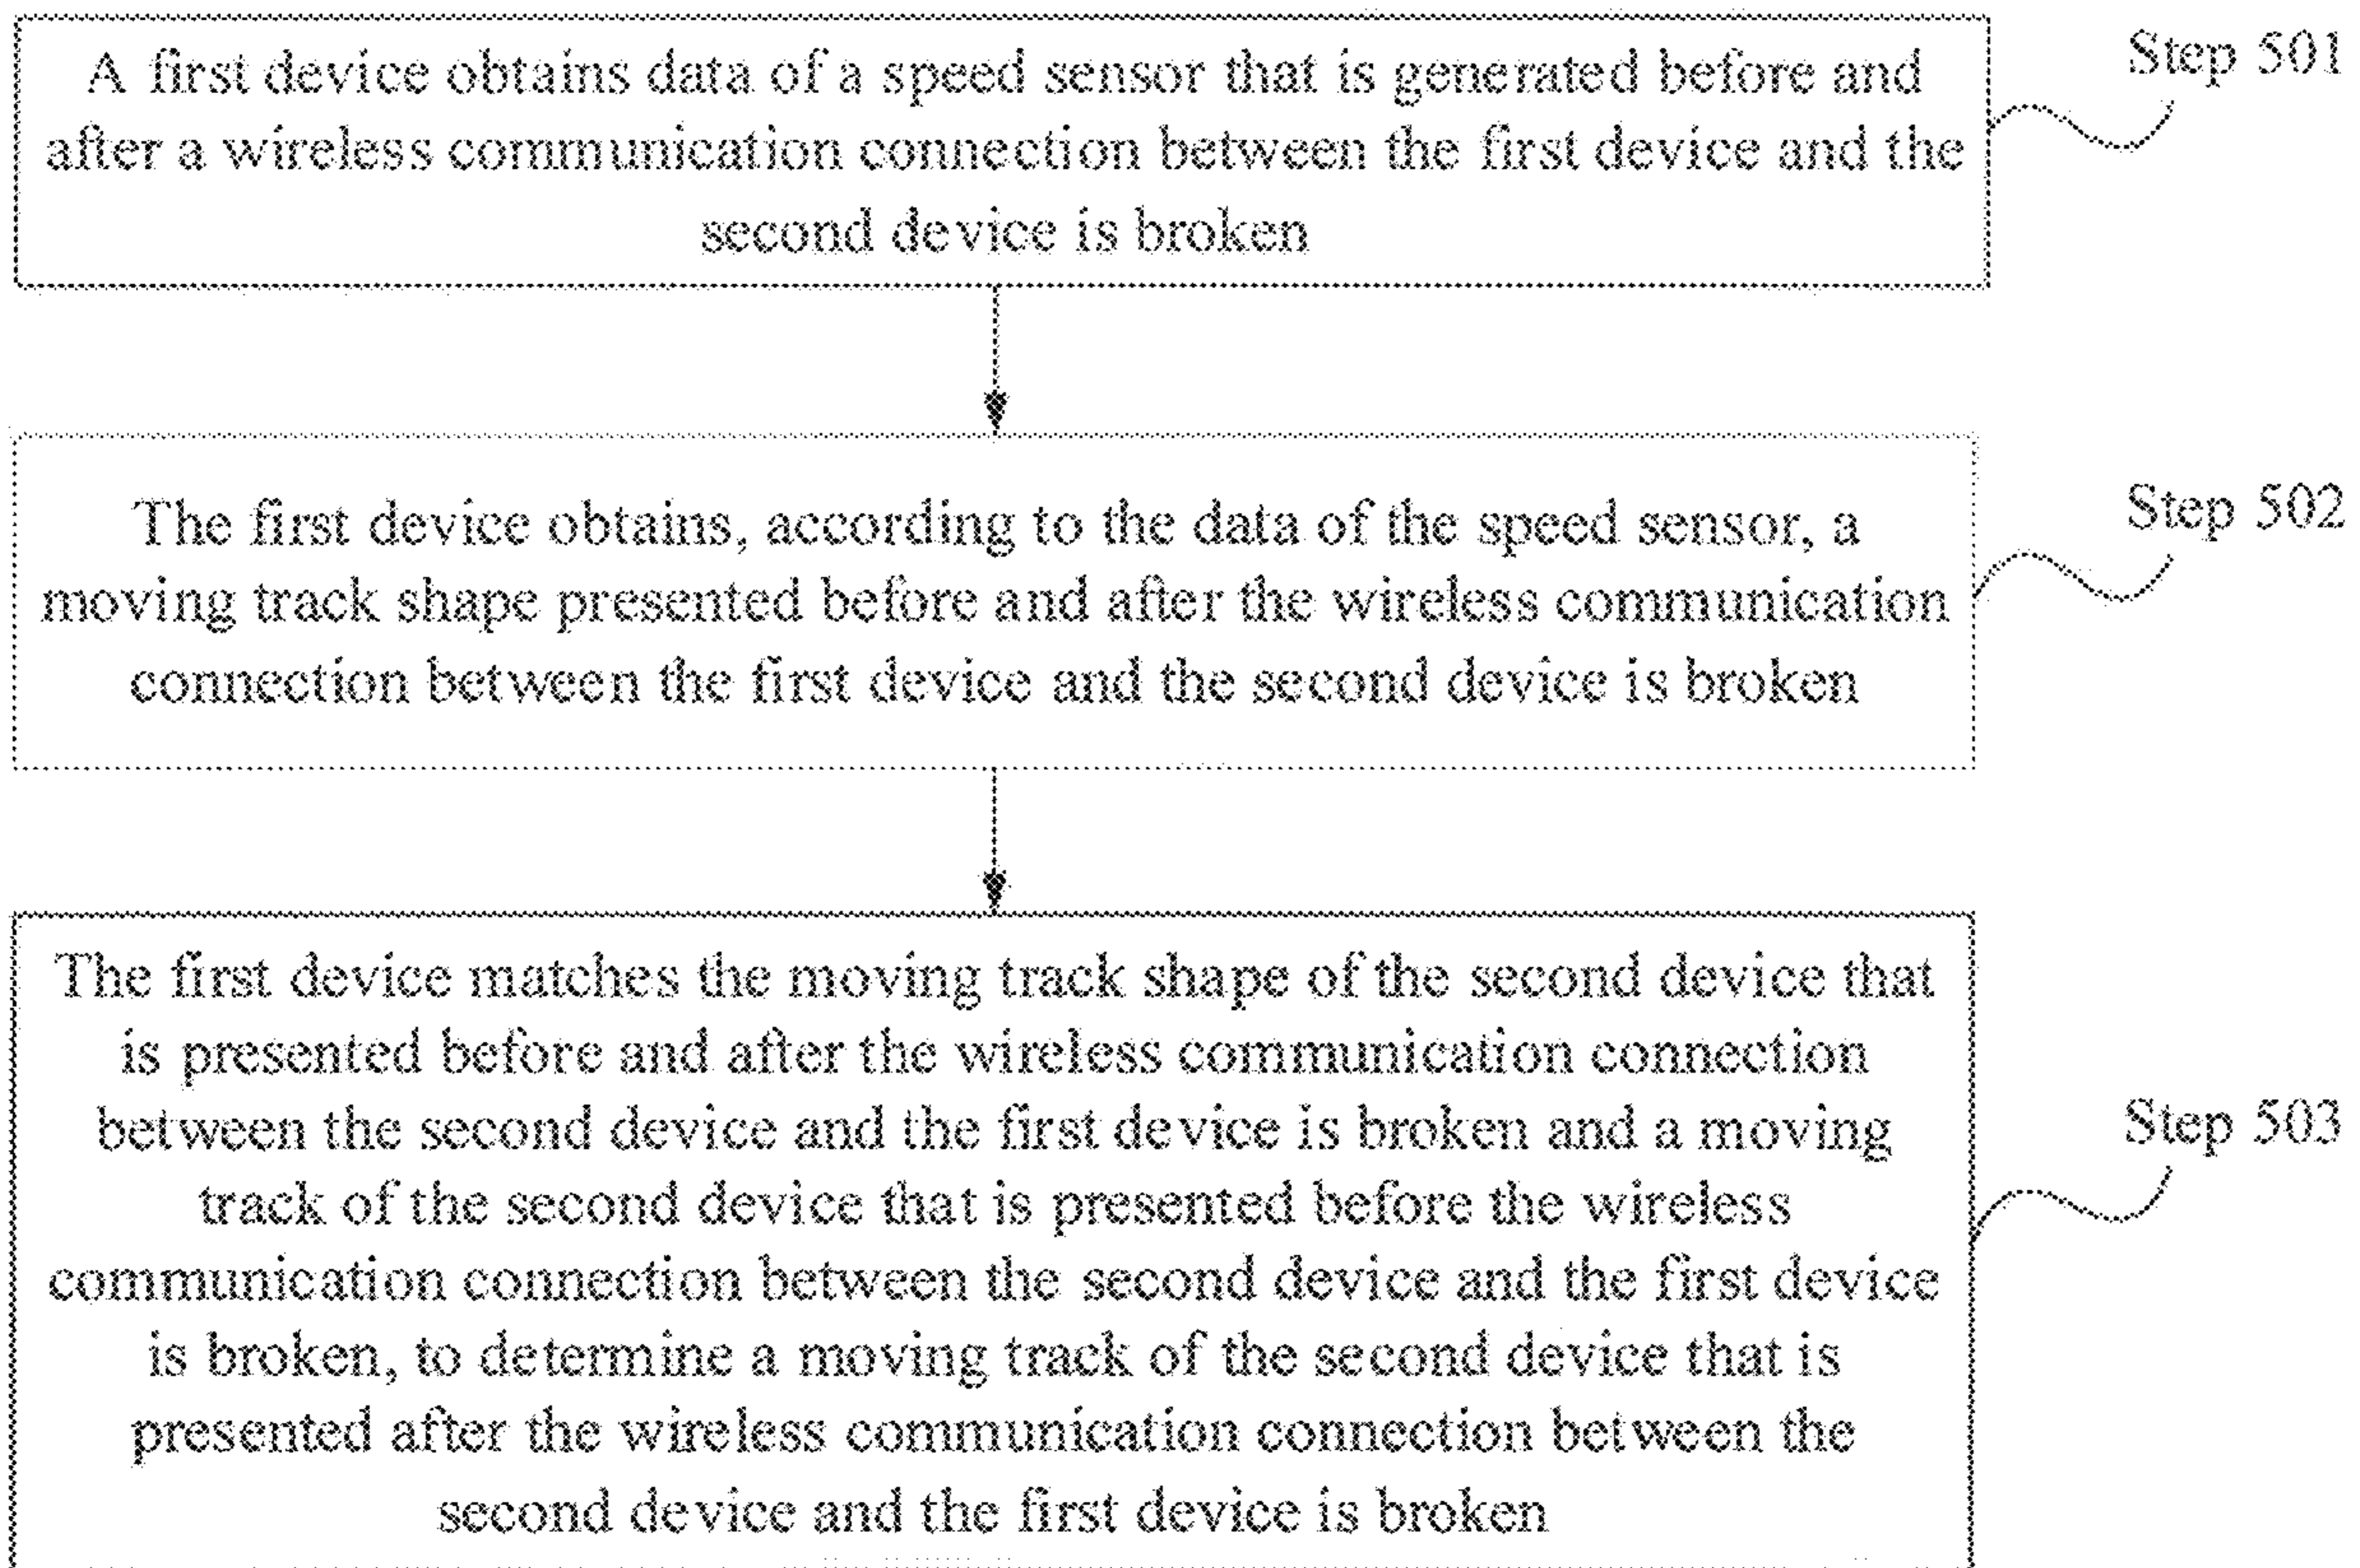 A first device obtains data of a speed sensor that is generated before and
after a wireless communication connection between the first device and the
second device is broken
Step 501
The first device obtains, according to the data of the speed sensor, a
moving track shape presented before and after the wireless communication
connection between the first device and the second device is broken
Step 502
The first device matches the moving track shape of the second device that
is presented before and after the wireless communication connection
between the second device and the first device is broken and a moving
track of the second device that is presented before the wireless
communication connection between the second device and the first device
is broken, to determine a moving track of the second device that is
presented after the wireless communication connection between the
second device and the first device is broken
Step 503